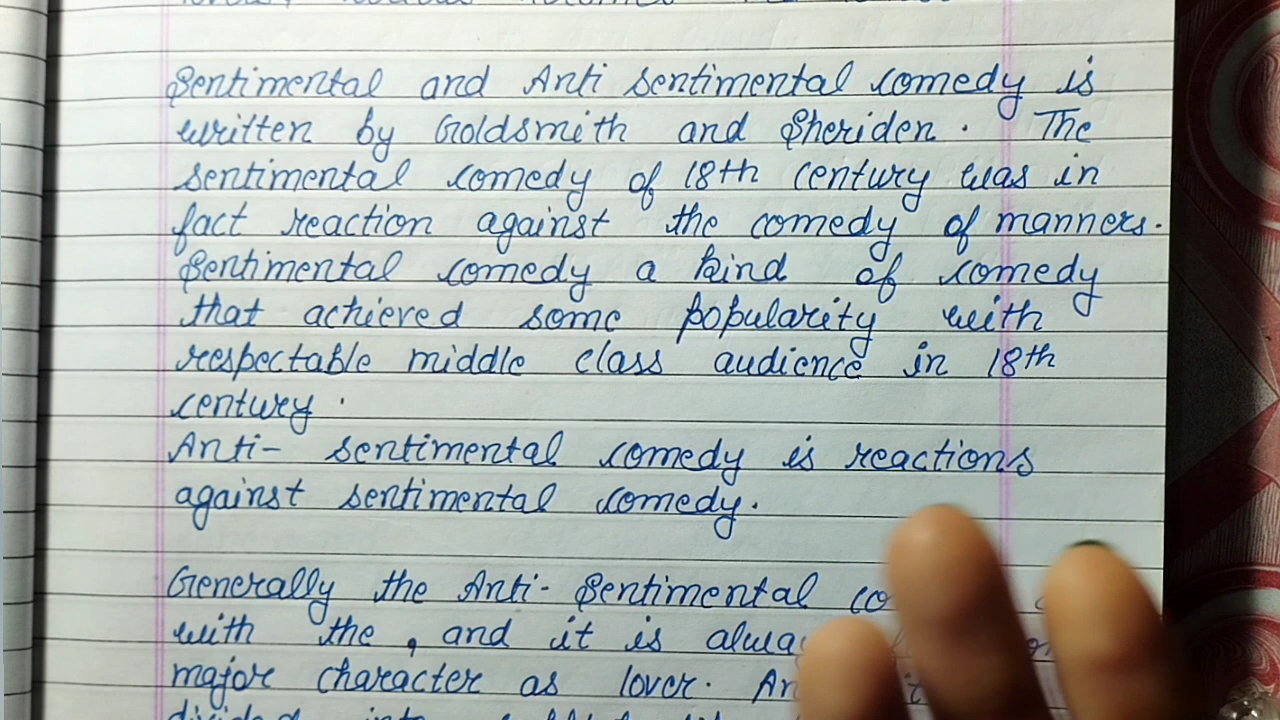 Sentimental and Anti sentimental comedy is
written by Goldsmith and Sheriden. The
sentimental comedy of 18th century was in
fact reaction against the comedy of manners.
Sentimental comedy a kind of comedy
that achieved some popularity with
respectable middle class audience in 18th
century.
Anti- sentimental comedy is reactions
against sentimental comedy.
Generally the Anti- Sentimental
with the , and it is
major character as lover.